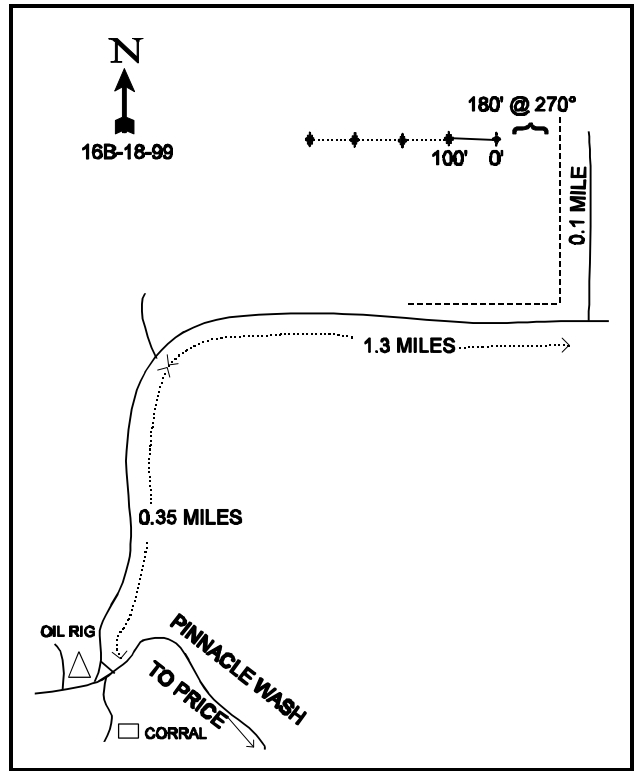 N
16B-18-99
180' @ 270°
100' 0'
0.1 MILE
1.3 MILES
0.35 MILES
OIL RIG
PINNACLE WASH
TO PRICE
CORRAL